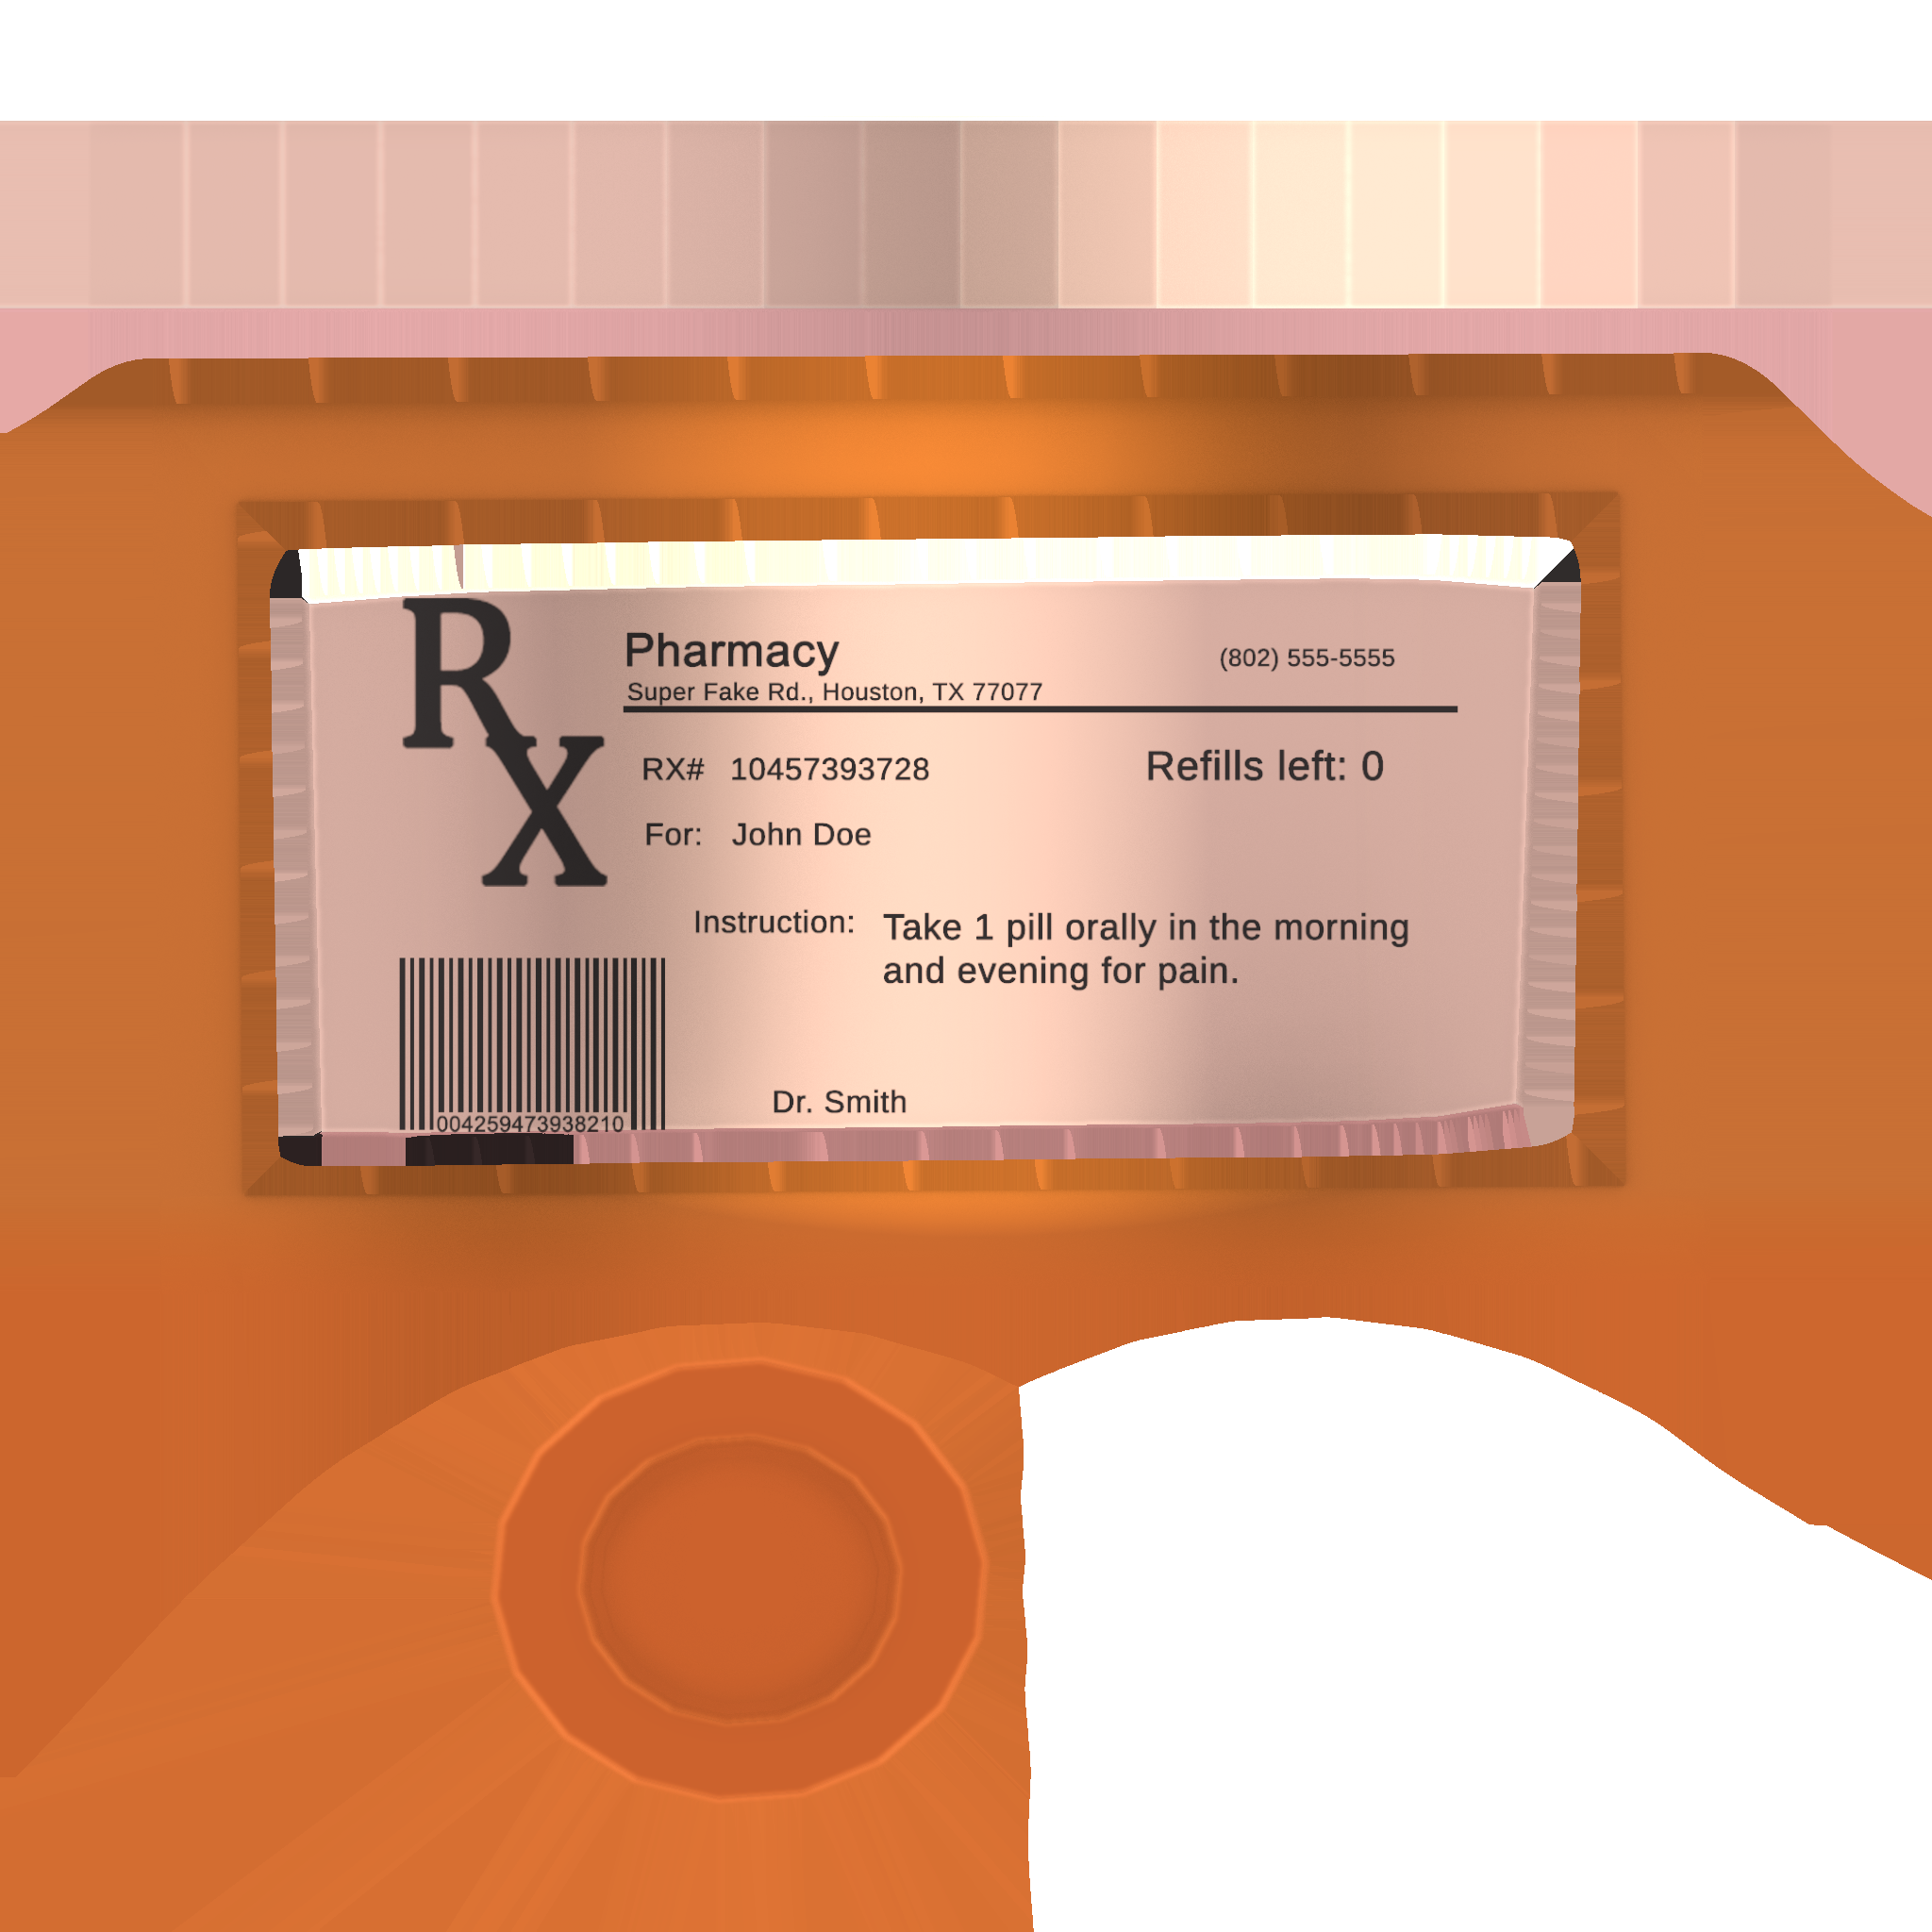 Rx
Pharmacy (802) 555-5555
Super Fake Rd., Houston, TX 77077
RX# 10457393728 Refills left: 0
For: John Doe
Instruction: Take 1 pill orally in the morning
and evening for pain.
Dr. Smith
004259473938210